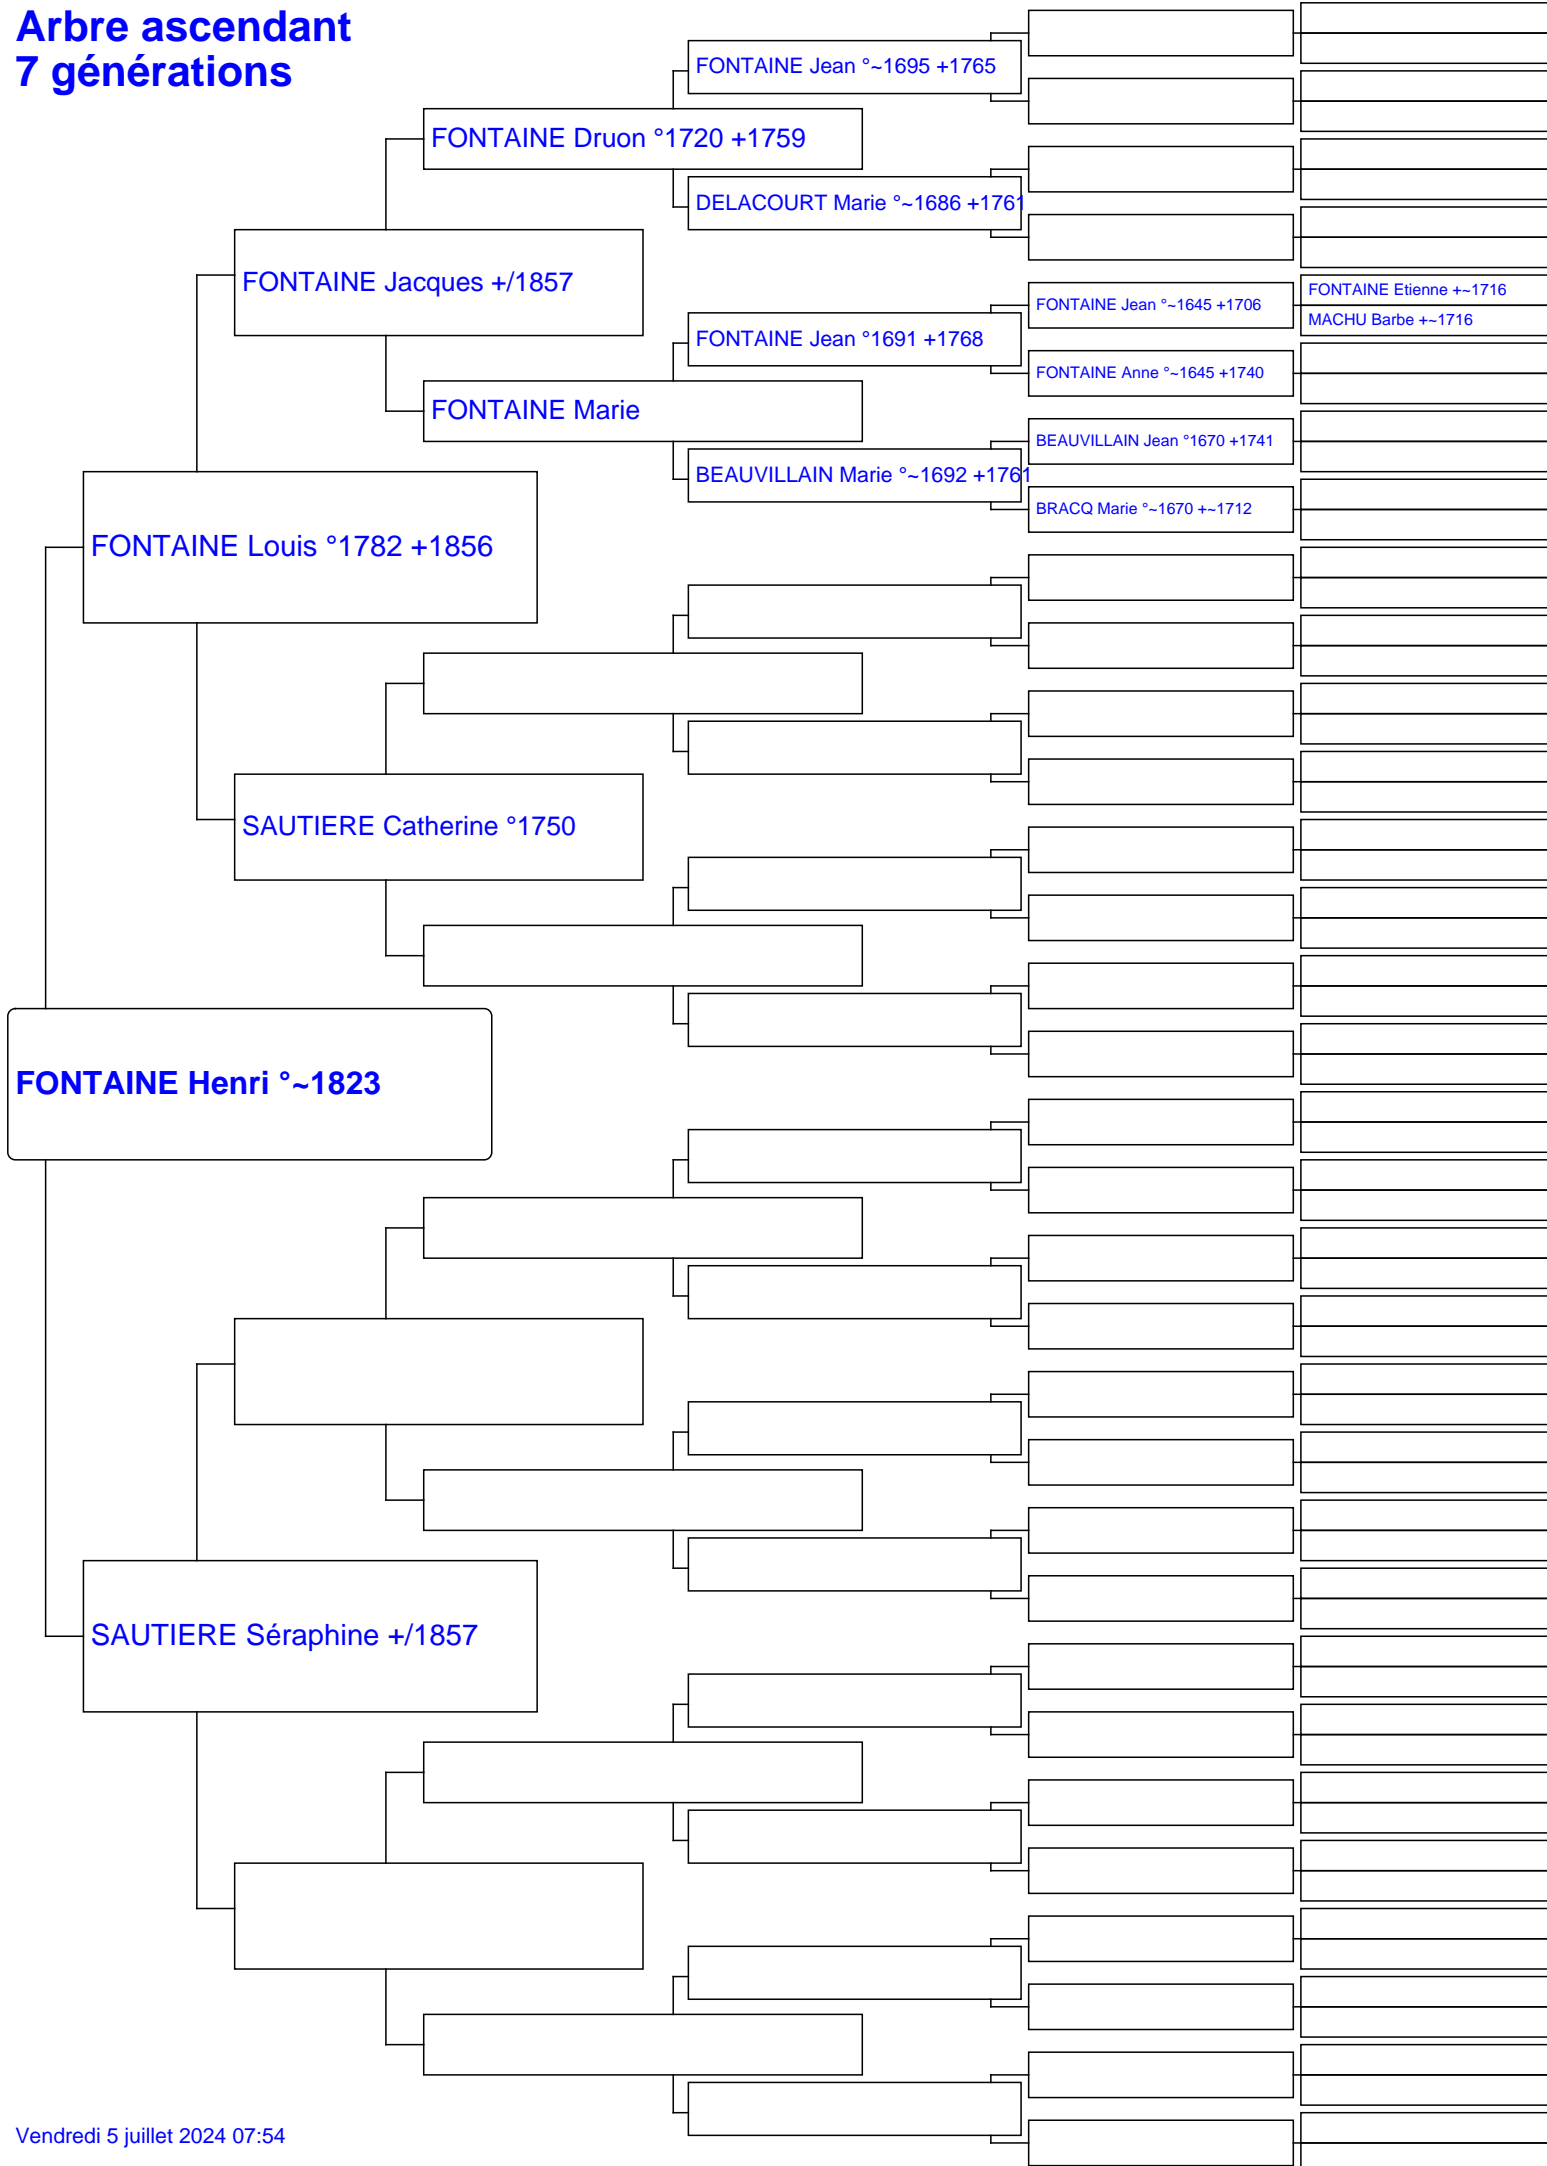 Arbre ascendant
7 générations
FONTAINE Jean °~1695 +1765
FONTAINE Druon °1720 +1759
DELACOURT Marie °~1686 +1761
FONTAINE Jacques +/1857
FONTAINE Etienne +~1716
FONTAINE Jean °~1645 +1706
MACHU Barbe +~1716
FONTAINE Jean °1691 +1768
FONTAINE Anne °~1645 +1740
FONTAINE Marie
BEAUVILLAIN Jean °1670 +1741
BEAUVILLAIN Marie °~1692 +1761
BRACQ Marie °~1670 +~1712
FONTAINE Louis °1782 +1856
SAUTIERE Catherine °1750
FONTAINE Henri °~1823
SAUTIERE Séraphine +/1857
Vendredi 5 juillet 2024 07:54